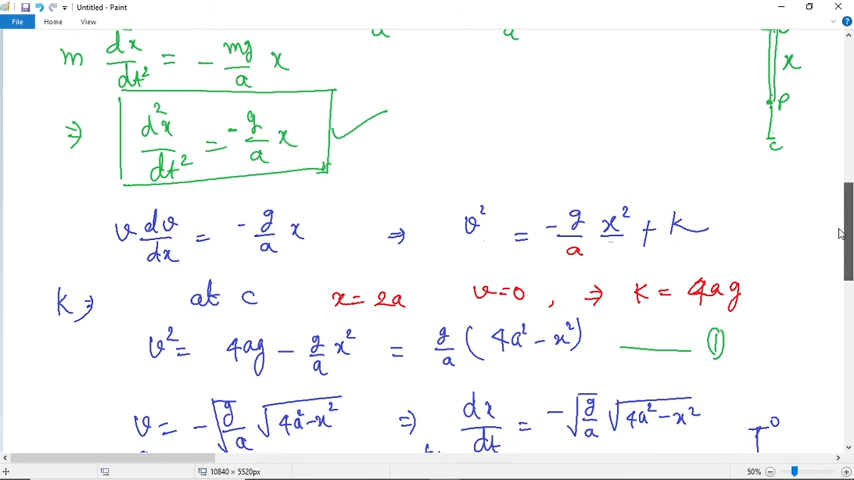 Untitled - Paint
File Home View
a a
m d²x/dt² = - mg/a x
x
P
⇒ d²x/dt² = - g/a x
C
v dv/dx = - g/a x ⇒ v² = - g/a x² + K
K ⇒ at c x = 2a v = 0 , ⇒ K = 4ag
v² = 4ag - g/a x² = g/a ( 4a² - x² ) ——— ①
v = - √g/a √4a² - x² ⇒ dx/dt = - √g/a √4a² - x²
10840 × 5520px 50%